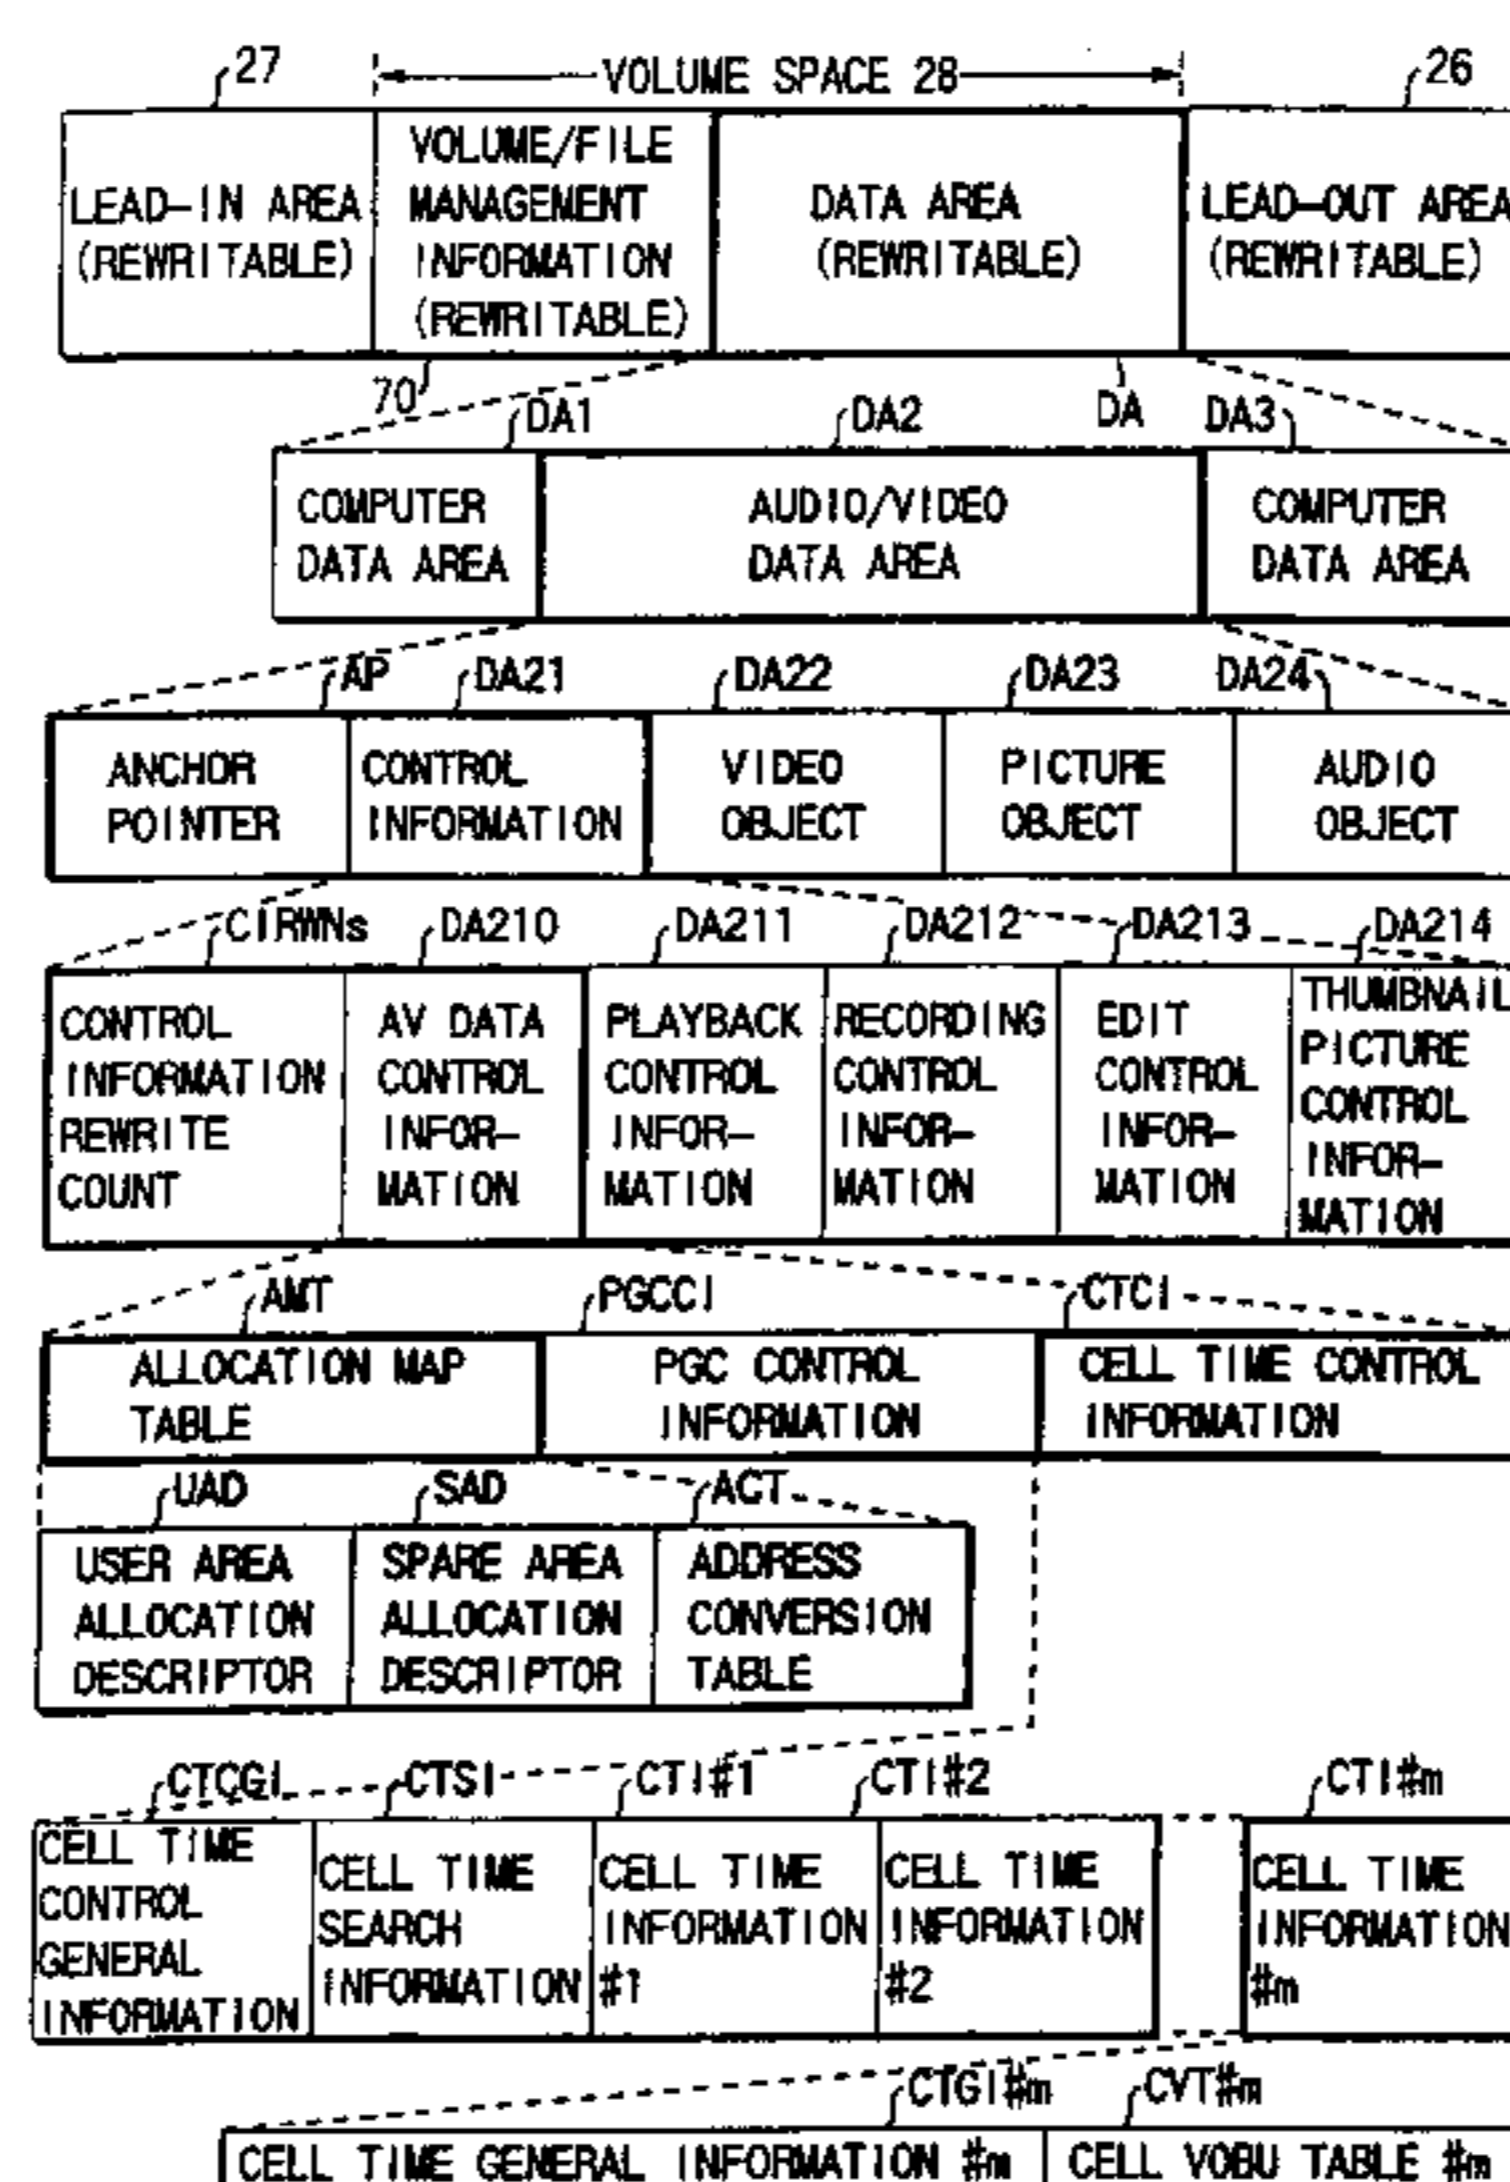 27
VOLUME SPACE 28
26
LEAD-IN AREA
(REWRITABLE)
VOLUME/FILE
MANAGEMENT
INFORMATION
(REWRITABLE)
DATA AREA
(REWRITABLE)
LEAD-OUT AREA
(REWRITABLE)
70
DA
DA1
DA2
DA3
COMPUTER
DATA AREA
AUDIO/VIDEO
DATA AREA
COMPUTER
DATA AREA
AP
DA21
DA22
DA23
DA24
ANCHOR
POINTER
CONTROL
INFORMATION
VIDEO
OBJECT
PICTURE
OBJECT
AUDIO
OBJECT
CIRWNs
DA210
DA211
DA212
DA213
DA214
CONTROL
INFORMATION
REWRITE
COUNT
AV DATA
CONTROL
INFOR-
MATION
PLAYBACK
CONTROL
INFOR-
MATION
RECORDING
CONTROL
INFOR-
MATION
EDIT
CONTROL
INFOR-
MATION
THUMBNAIL
PICTURE
CONTROL
INFOR-
MATION
AMT
PGCCI
CTCI
ALLOCATION MAP
TABLE
PGC CONTROL
INFORMATION
CELL TIME CONTROL
INFORMATION
UAD
SAD
ACT
USER AREA
ALLOCATION
DESCRIPTOR
SPARE AREA
ALLOCATION
DESCRIPTOR
ADDRESS
CONVERSION
TABLE
CTCGI
CTSI
CTI#1
CTI#2
CTI#m
CELL TIME
CONTROL
GENERAL
INFORMATION
CELL TIME
SEARCH
INFORMATION
CELL TIME
INFORMATION
#1
CELL TIME
INFORMATION
#2
CELL TIME
INFORMATION
#m
CTGI#m
CVT#m
CELL TIME GENERAL INFORMATION #m
CELL VOBU TABLE #m